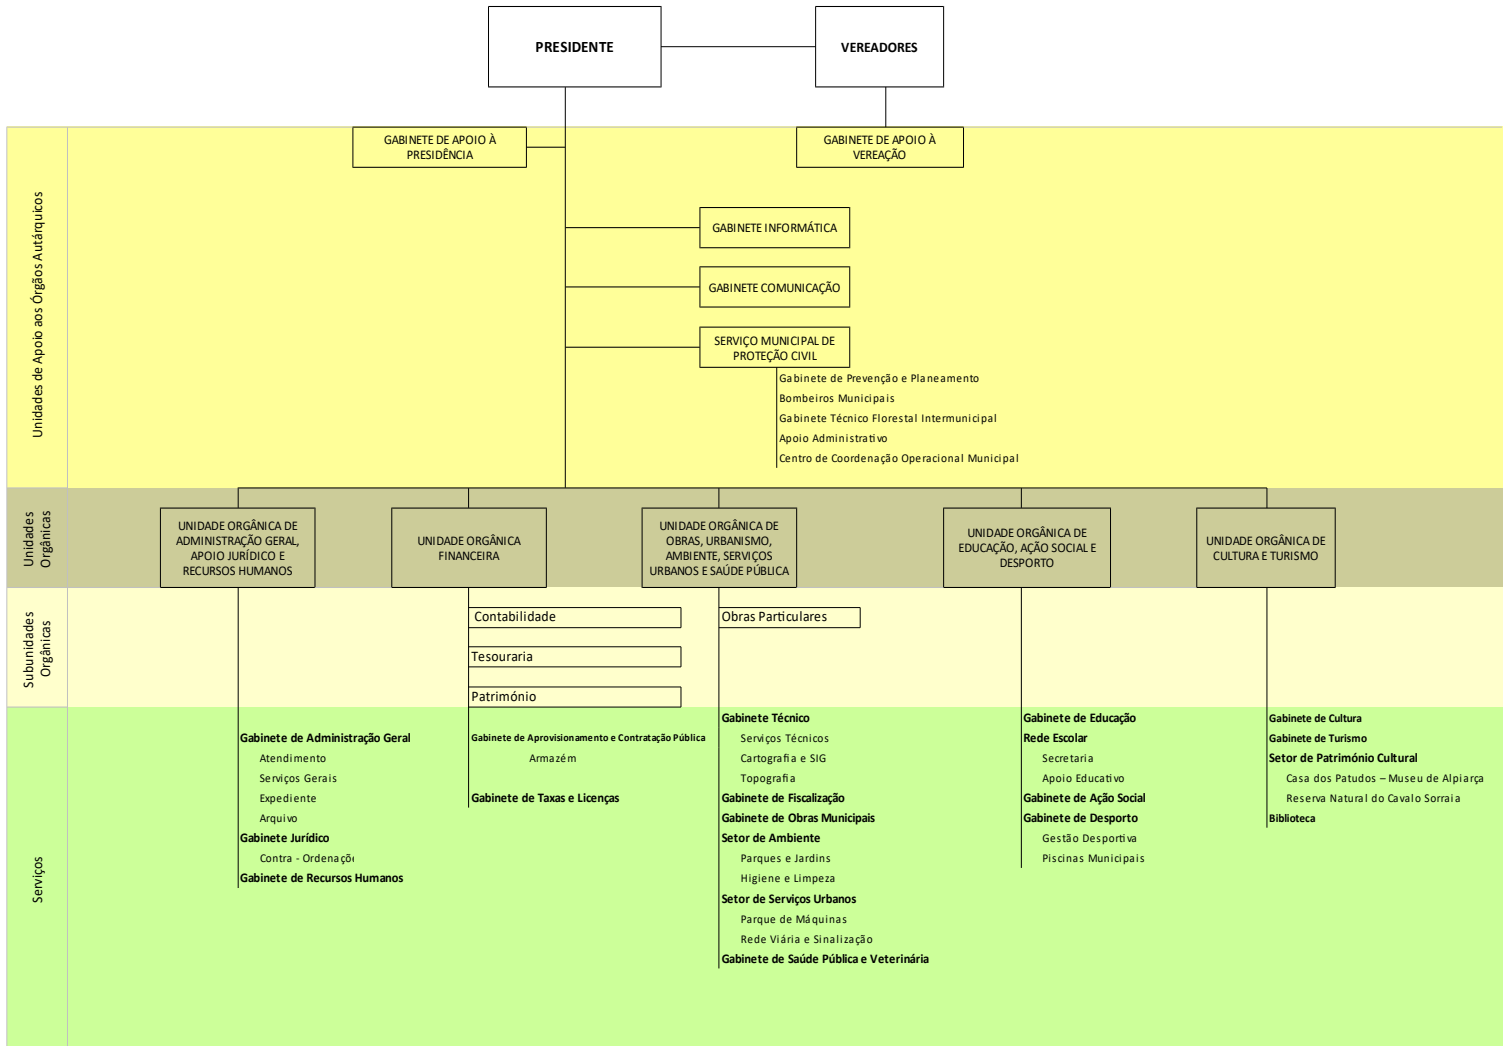 PRESIDENTE
VEREADORES
GABINETE DE APOIO À
PRESIDÊNCIA
GABINETE DE APOIO À
VEREAÇÃO
Unidades de Apoio aos Órgãos Autárquicos
GABINETE INFORMÁTICA
GABINETE COMUNICAÇÃO
SERVIÇO MUNICIPAL DE
PROTEÇÃO CIVIL
Gabinete de Prevenção e Planeamento
Bombeiros Municipais
Gabinete Técnico Florestal Intermunicipal
Apoio Administrativo
Centro de Coordenação Operacional Municipal
Unidades
Orgânicas
UNIDADE ORGÂNICA DE
ADMINISTRAÇÃO GERAL,
APOIO JURÍDICO E
RECURSOS HUMANOS
UNIDADE ORGÂNICA
FINANCEIRA
UNIDADE ORGÂNICA DE
OBRAS, URBANISMO,
AMBIENTE, SERVIÇOS
URBANOS E SAÚDE PÚBLICA
UNIDADE ORGÂNICA DE
EDUCAÇÃO, AÇÃO SOCIAL E
DESPORTO
UNIDADE ORGÂNICA DE
CULTURA E TURISMO
Subunidades
Orgânicas
Contabilidade
Tesouraria
Património
Obras Particulares
Serviços
Gabinete de Administração Geral
Atendimento
Serviços Gerais
Expediente
Arquivo
Gabinete Jurídico
Contra - Ordenaçõ
Gabinete de Recursos Humanos
Gabinete de Aprovisionamento e Contratação Pública
Armazém
Gabinete de Taxas e Licenças
Gabinete Técnico
Serviços Técnicos
Cartografia e SIG
Topografia
Gabinete de Fiscalização
Gabinete de Obras Municipais
Setor de Ambiente
Parques e Jardins
Higiene e Limpeza
Setor de Serviços Urbanos
Parque de Máquinas
Rede Viária e Sinalização
Gabinete de Saúde Pública e Veterinária
Gabinete de Educação
Rede Escolar
Secretaria
Apoio Educativo
Gabinete de Ação Social
Gabinete de Desporto
Gestão Desportiva
Piscinas Municipais
Gabinete de Cultura
Gabinete de Turismo
Setor de Património Cultural
Casa dos Patudos – Museu de Alpiarça
Reserva Natural do Cavalo Sorraia
Biblioteca